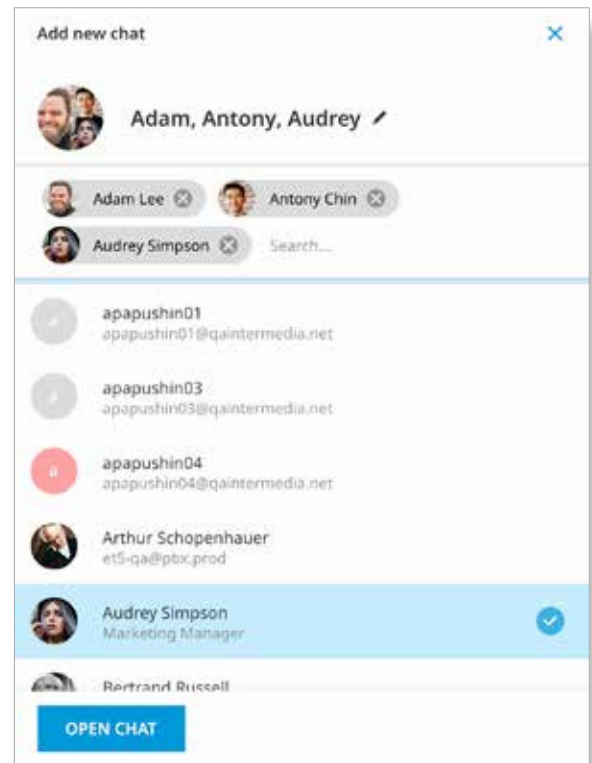 Add new chat
Adam, Antony, Audrey
Adam Lee Antony Chin
Audrey Simpson Search...
apapushin01
apapushin01@qaintermedia.net
apapushin03
apapushin03@qaintermedia.net
a
apapushin04
apapushin04@qaintermedia.net
Arthur Schopenhauer
et5-qa@pbx.prod
Audrey Simpson
Marketing Manager
Bertrand Russell
OPEN CHAT